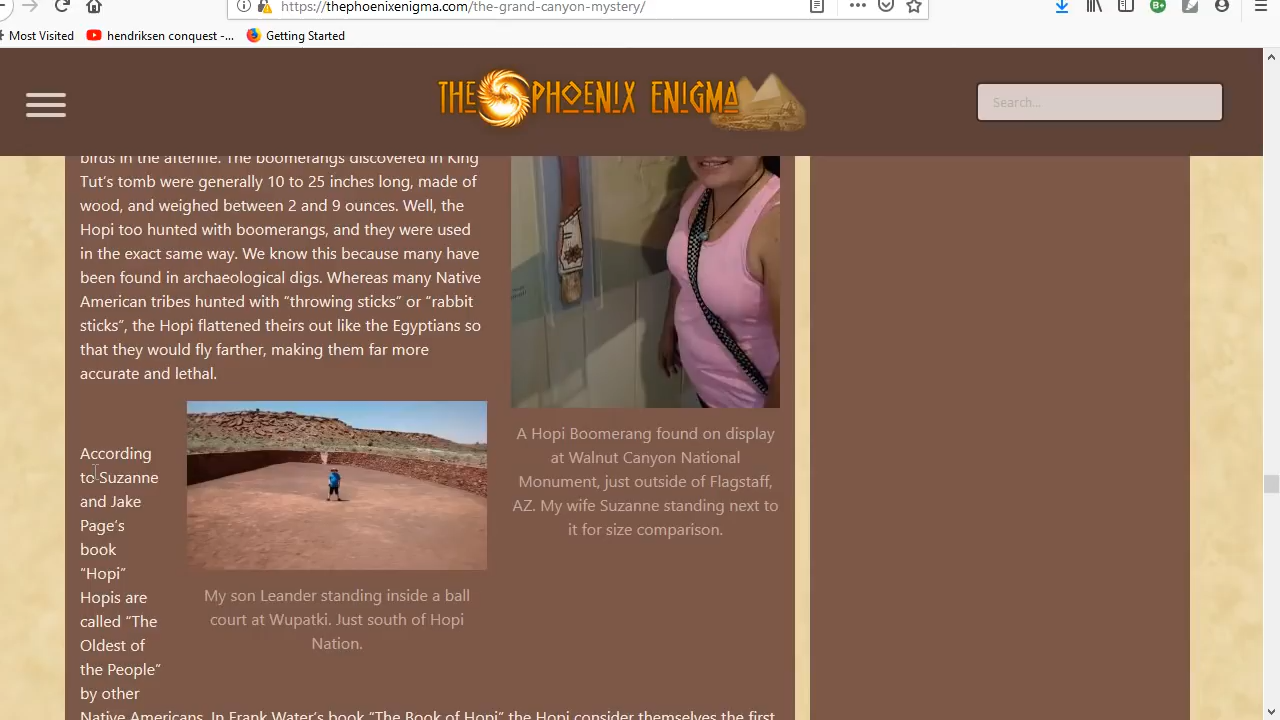 https://thephoenixenigma.com/the-grand-canyon-mystery/
Most Visited
hendriksen conquest -...
Getting Started
THE PHOENIX ENIGMA
Search...
birds in the afterlife. The boomerangs discovered in King
Tut’s tomb were generally 10 to 25 inches long, made of
wood, and weighed between 2 and 9 ounces. Well, the
Hopi too hunted with boomerangs, and they were used
in the exact same way. We know this because many have
been found in archaeological digs. Whereas many Native
American tribes hunted with “throwing sticks” or “rabbit
sticks”, the Hopi flattened theirs out like the Egyptians so
that they would fly farther, making them far more
accurate and lethal.
A Hopi Boomerang found on display
at Walnut Canyon National
Monument, just outside of Flagstaff,
AZ. My wife Suzanne standing next to
it for size comparison.
According
to Suzanne
and Jake
Page’s
book
“Hopi”
Hopis are
called “The
Oldest of
the People”
by other
My son Leander standing inside a ball
court at Wupatki. Just south of Hopi
Nation.
Native Americans. In Frank Water’s book “The Book of Hopi” the Hopi consider themselves the first